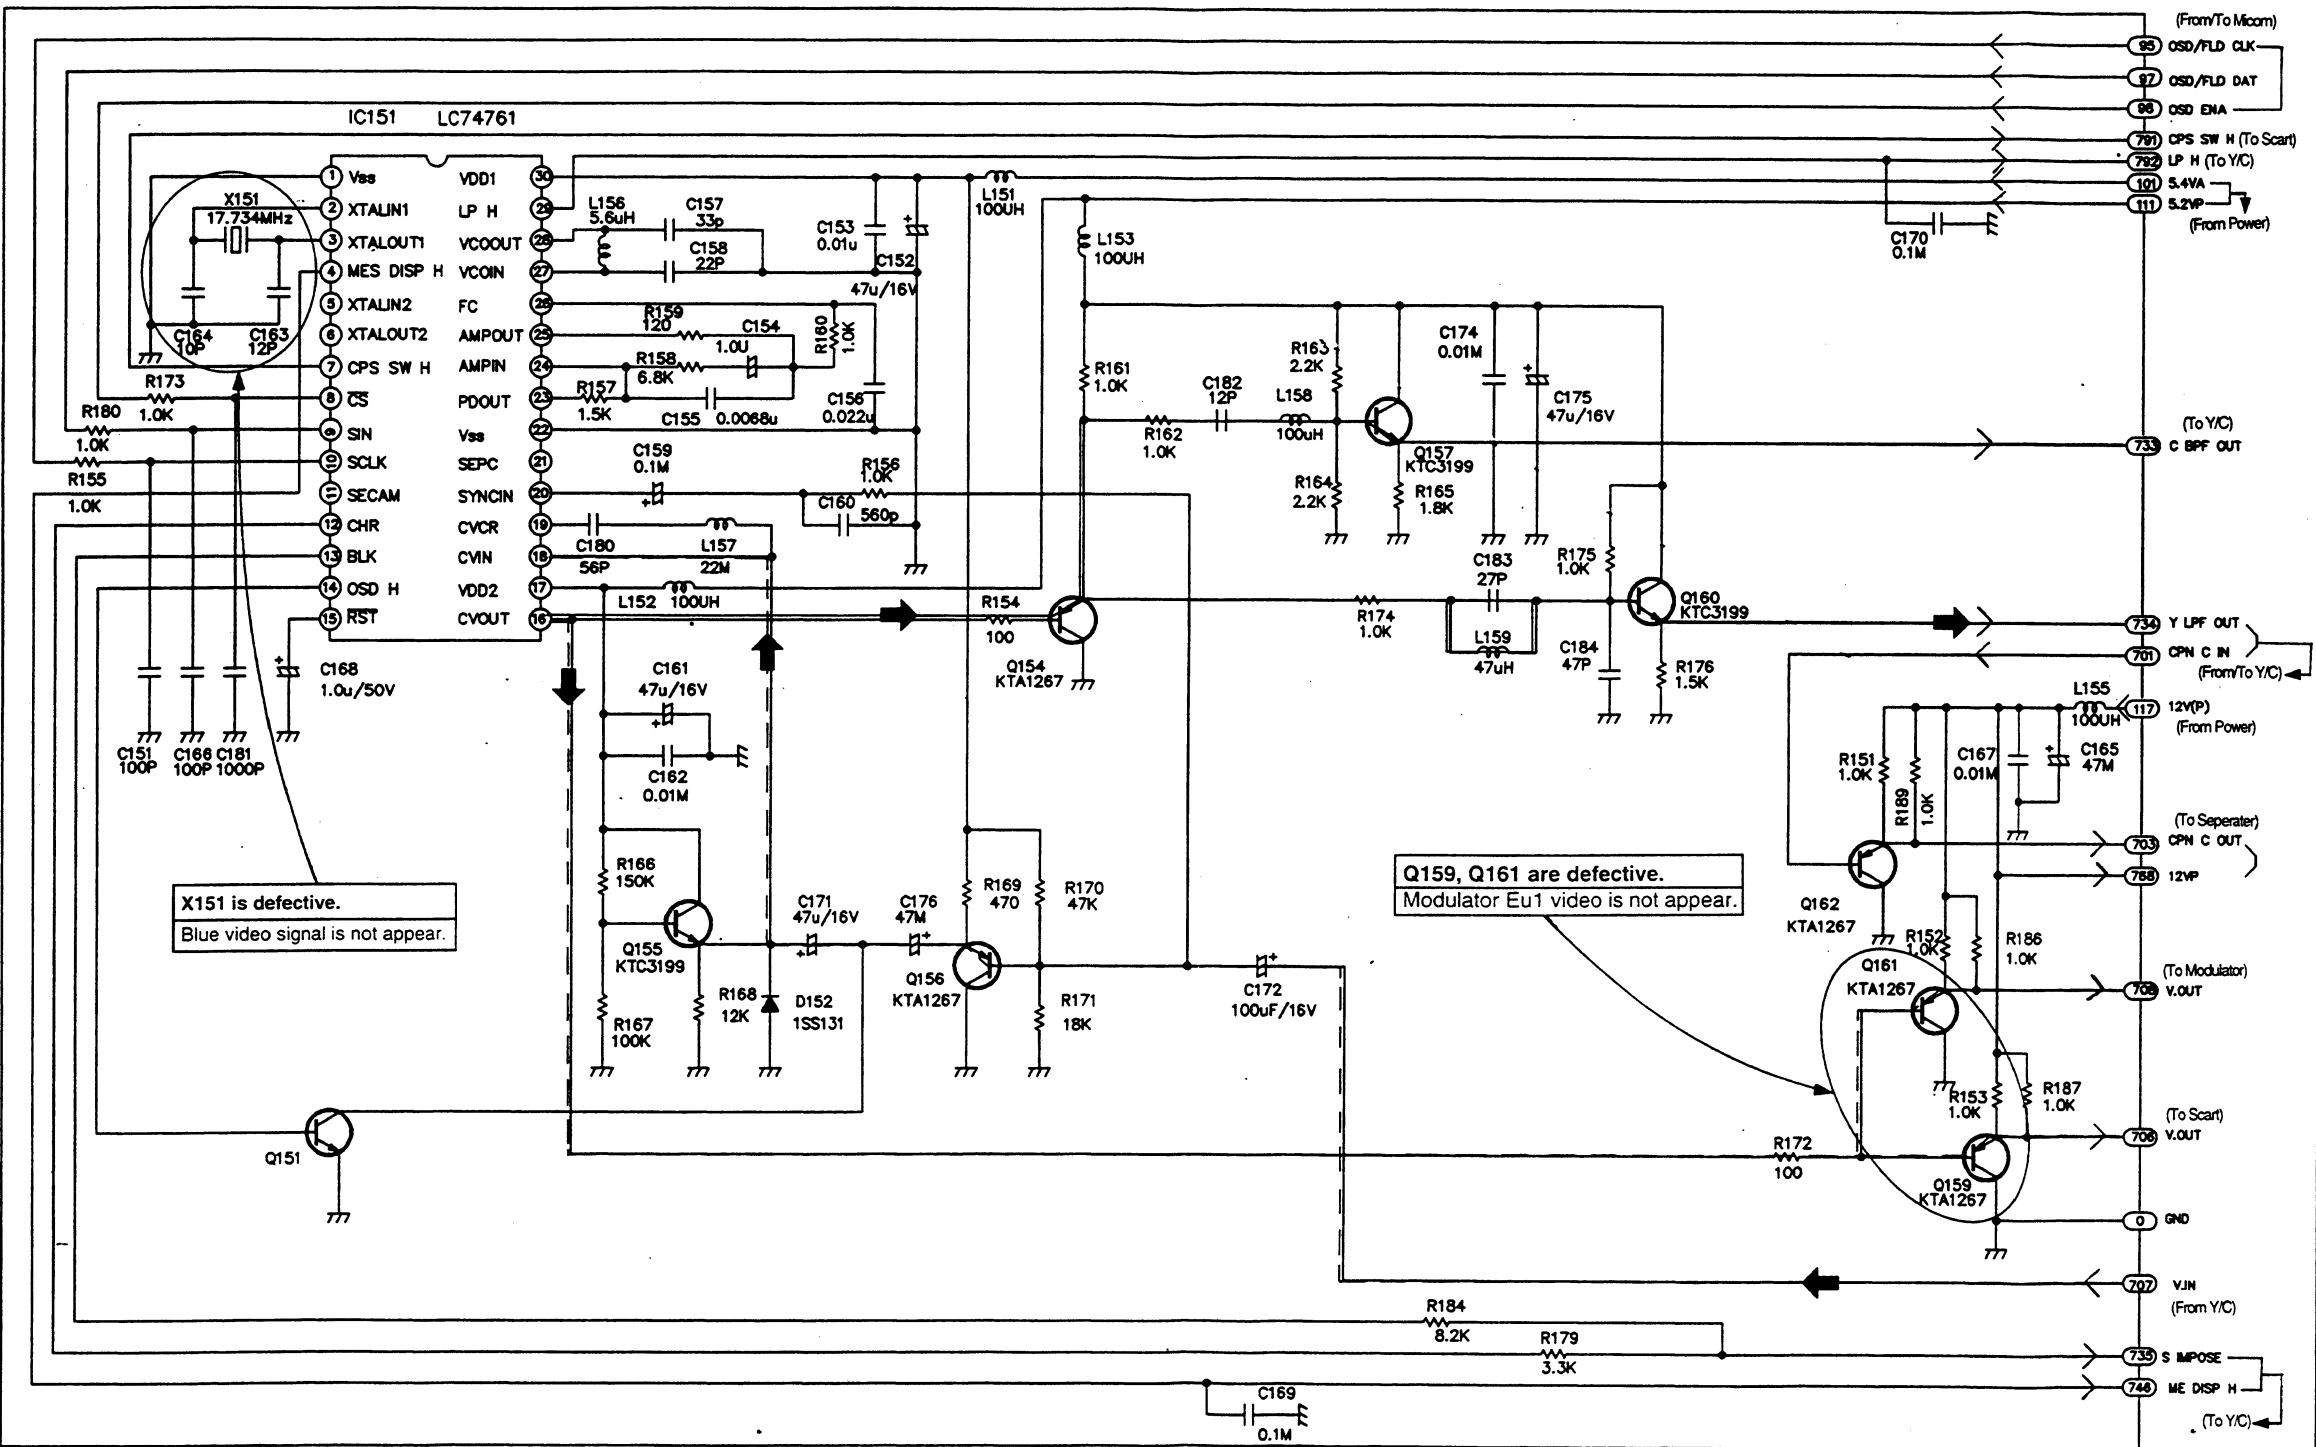 (From/To Micom)
95 OSD/FLD CLK
97 OSD/FLD DAT
96 OSD ENA
791 CPS SW H (To Scart)
792 LP H (To Y/C)
101 5.4VA
111 5.2VP
(From Power)
IC151 LC74761
1 Vss
2 XTALIN1
3 XTALOUT1
4 MES DISP H
5 XTALIN2
6 XTALOUT2
7 CPS SW H
8 CS
9 SIN
10 SCLK
11 SECAM
12 CHR
13 BLK
14 OSD H
15 RST
VDD1 30
LP H 29
VCOOUT 28
VCOIN 27
FC 26
AMPOUT 25
AMPIN 24
PDOUT 23
Vss 22
SEPC 21
SYNCIN 20
CVCR 19
CVIN 18
VDD2 17
CVOUT 16
X151
17.734MHz
C164
10P
C163
12P
R173
1.0K
R180
1.0K
R155
1.0K
C151
100P
C166
100P
C181
1000P
C168
1.0u/50V
L156
5.6uH
C157
33p
C158
22P
C153
0.01u
C152
47u/16V
L151
100UH
R159
120
C154
1.0U
R160
1.0K
R158
6.8K
R157
1.5K
C155 0.0068u
C156
0.022u
C159
0.1M
R156
1.0K
C160
560p
C180
56P
L157
22M
L152 100UH
R154
100
Q154
KTA1267
L153
100UH
R161
1.0K
R162
1.0K
C182
12P
L158
100uH
R163
2.2K
R164
2.2K
Q157
KTC3199
R165
1.8K
C174
0.01M
C175
47u/16V
C170
0.1M
R174
1.0K
C183
27P
L159
47uH
R175
1.0K
C184
47P
Q160
KTC3199
R176
1.5K
(To Y/C)
733 C BPF OUT
734 Y LPF OUT
701 CPN C IN
(From/To Y/C)
L155
100UH
117 12V(P)
(From Power)
R151
1.0K
R189
1.0K
C167
0.01M
C165
47M
(To Seperater)
703 CPN C OUT
768 12VP
Q162
KTA1267
R152
1.0K
R186
1.0K
Q161
KTA1267
(To Modulator)
V.OUT
R153
1.0K
R187
1.0K
(To Scart)
V.OUT
R172
100
Q159
KTA1267
0 GND
707 V.IN
(From Y/C)
C161
47u/16V
C162
0.01M
R166
150K
R167
100K
Q155
KTC3199
R168
12K
D152
1SS131
C171
47u/16V
C176
47M
R169
470
R170
47K
Q156
KTA1267
R171
18K
C172
100uF/16V
Q151
X151 is defective.
Blue video signal is not appear.
Q159, Q161 are defective.
Modulator Eu1 video is not appear.
R184
8.2K
R179
3.3K
735 S IMPOSE
746 ME DISP H
(To Y/C)
C169
0.1M